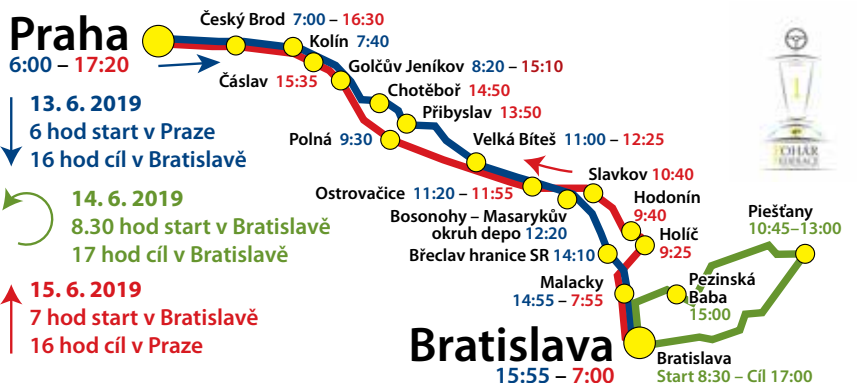 Český Brod 7:00 – 16:30
Praha
6:00 – 17:20
Kolín 7:40
Golčův Jeníkov 8:20 – 15:10
Čáslav 15:35
Chotěboř 14:50
Přibyslav 13:50
13. 6. 2019
6 hod start v Praze
16 hod cíl v Bratislavě
Polná 9:30
Velká Bíteš 11:00 – 12:25
1
POHÁR
Slavkov 10:40
Ostrovačice 11:20 – 11:55
Hodonín
9:40
14. 6. 2019
8.30 hod start v Bratislavě
17 hod cíl v Bratislavě
Bosonohy – Masarykův
okruh depo 12:20
Holíč
9:25
Piešťany
10:45–13:00
Břeclav hranice SR 14:10
Malacky
14:55 – 7:55
Pezinská
Baba
15:00
15. 6. 2019
7 hod start v Bratislavě
16 hod cíl v Praze
Bratislava
15:55 – 7:00
Bratislava
Start 8:30 – Cíl 17:00